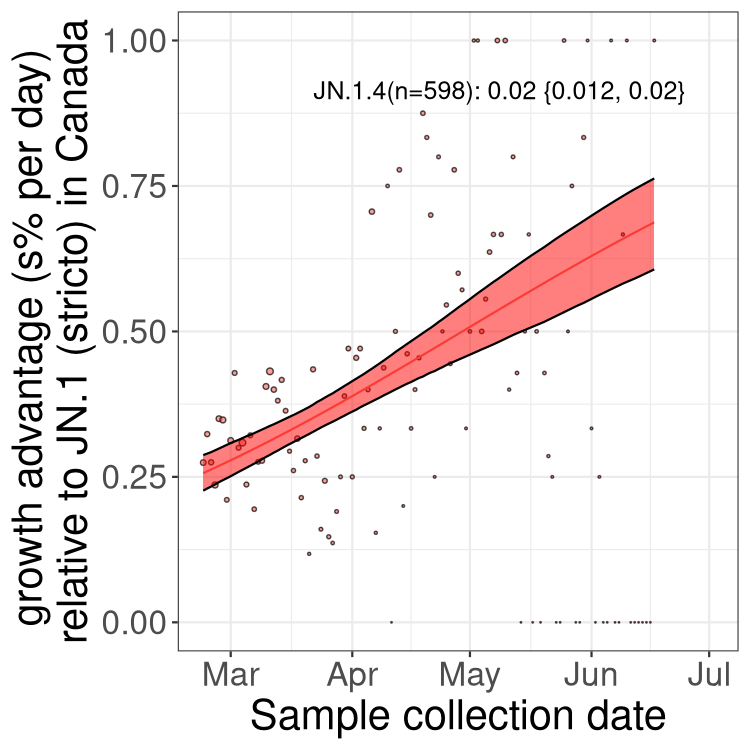 growth advantage (s% per day)
relative to JN.1 (stricto) in Canada
1.00
0.75
0.50
0.25
0.00
JN.1.4(n=598): 0.02 {0.012, 0.02}
Mar Apr May Jun Jul
Sample collection date